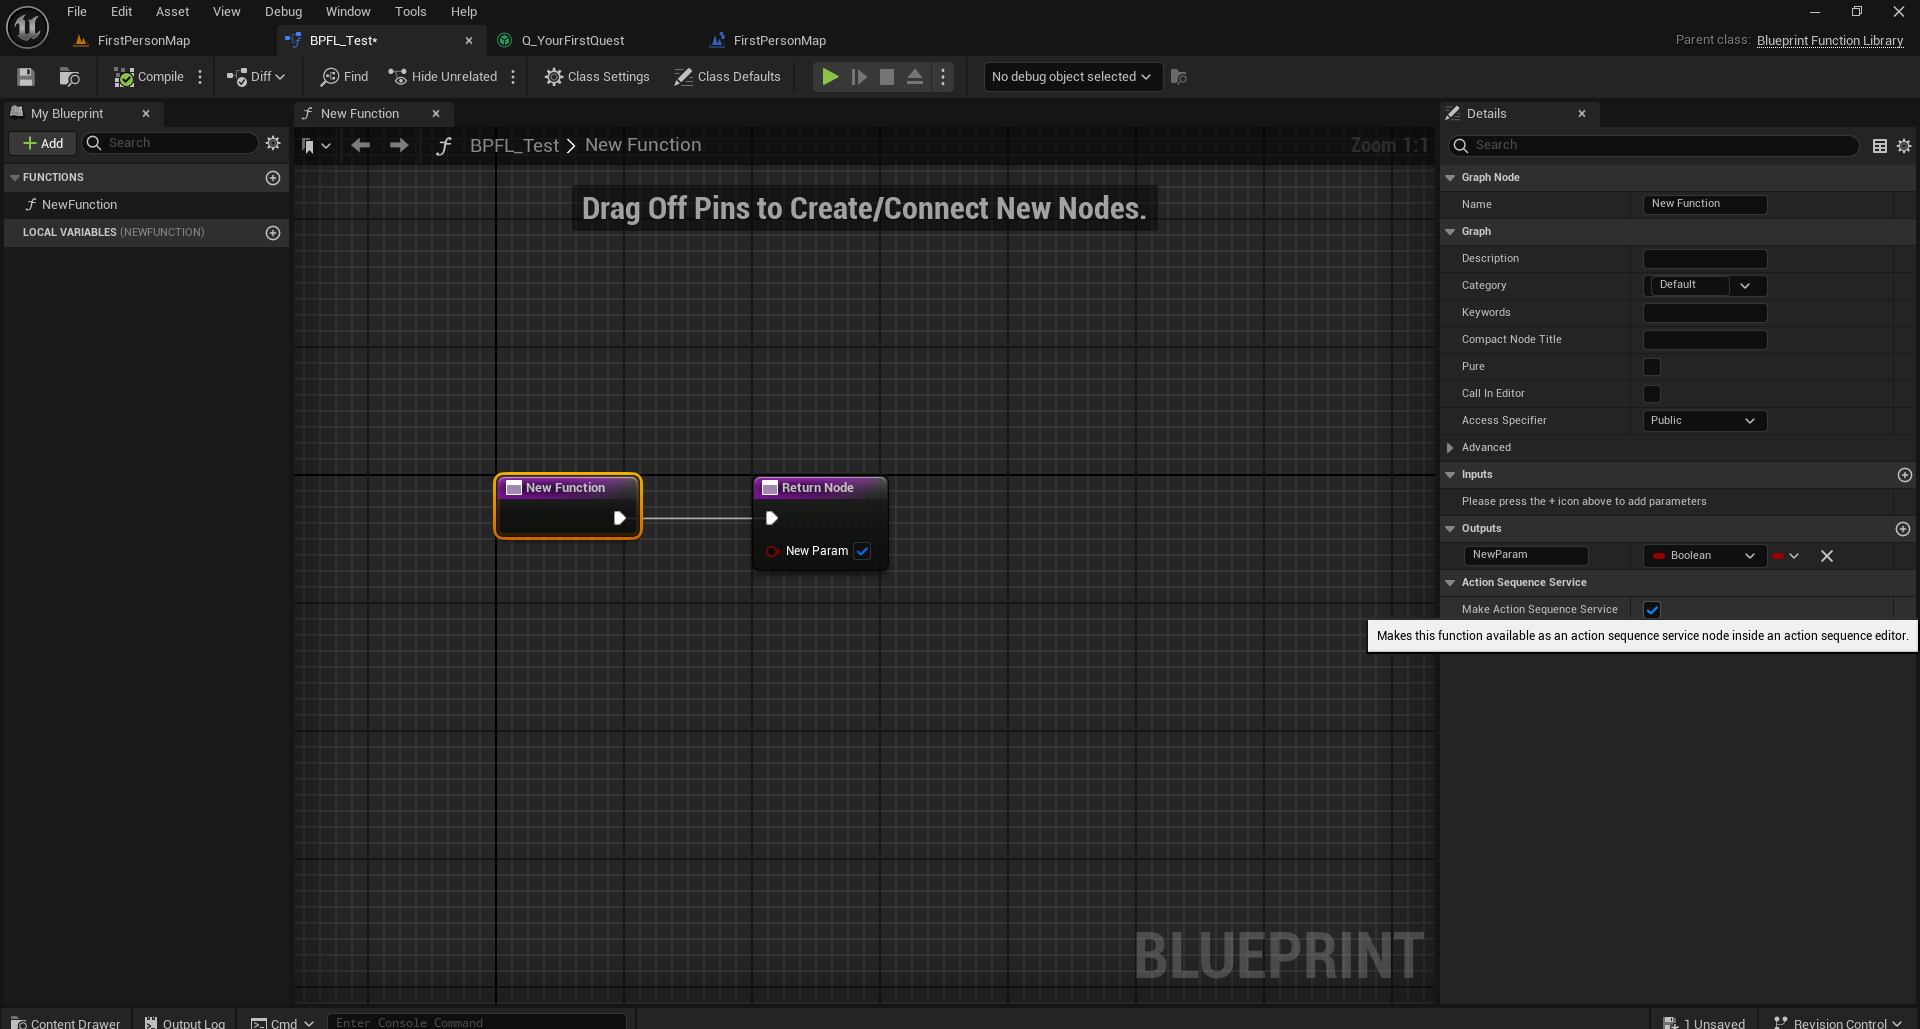 File Edit Asset View Debug Window Tools Help
FirstPersonMap BPFL_Test* Q_YourFirstQuest FirstPersonMap
Parent class: Blueprint Function Library
Compile Diff Find Hide Unrelated Class Settings Class Defaults No debug object selected
My Blueprint
Add Search
FUNCTIONS
NewFunction
LOCAL VARIABLES (NEWFUNCTION)
New Function
BPFL_Test > New Function Zoom 1:1
Drag Off Pins to Create/Connect New Nodes.
New Function
Return Node
New Param
BLUEPRINT
Details
Search
Graph Node
Name New Function
Graph
Description
Category Default
Keywords
Compact Node Title
Pure
Call In Editor
Access Specifier Public
Advanced
Inputs
Please press the + icon above to add parameters
Outputs
NewParam Boolean
Action Sequence Service
Make Action Sequence Service
Makes this function available as an action sequence service node inside an action sequence editor.
Content Drawer Output Log Cmd Enter Console Command 1 Unsaved Revision Control